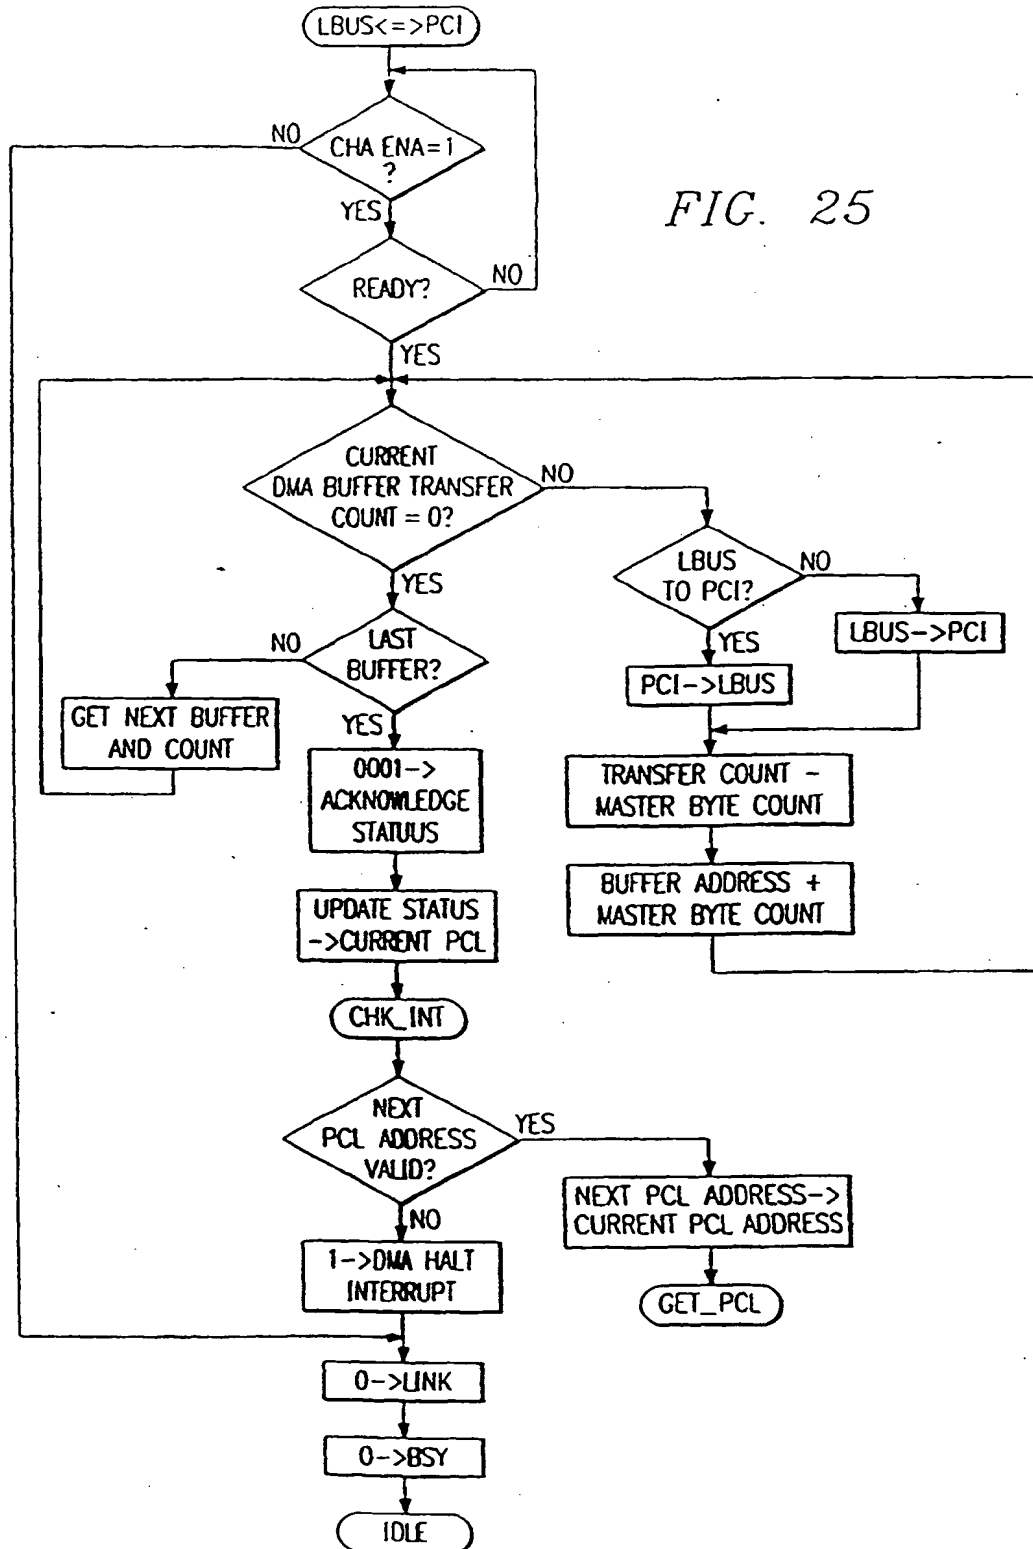 LBUS<=>PCI
NO
CHA ENA=1
?
FIG. 25
YES
READY?
NO
YES
CURRENT
DMA BUFFER TRANSFER
COUNT = 0?
NO
YES
LBUS
TO PCI?
NO
LBUS->PCI
YES
PCI->LBUS
NO
LAST
BUFFER?
GET NEXT BUFFER
AND COUNT
YES
0001->
ACKNOWLEDGE
STATUUS
TRANSFER COUNT -
MASTER BYTE COUNT
BUFFER ADDRESS +
MASTER BYTE COUNT
UPDATE STATUS
->CURRENT PCL
CHK_INT
NEXT
PCL ADDRESS
VALID?
YES
NEXT PCL ADDRESS->
CURRENT PCL ADDRESS
GET_PCL
NO
1->DMA HALT
INTERRUPT
0->LINK
0->BSY
IDLE